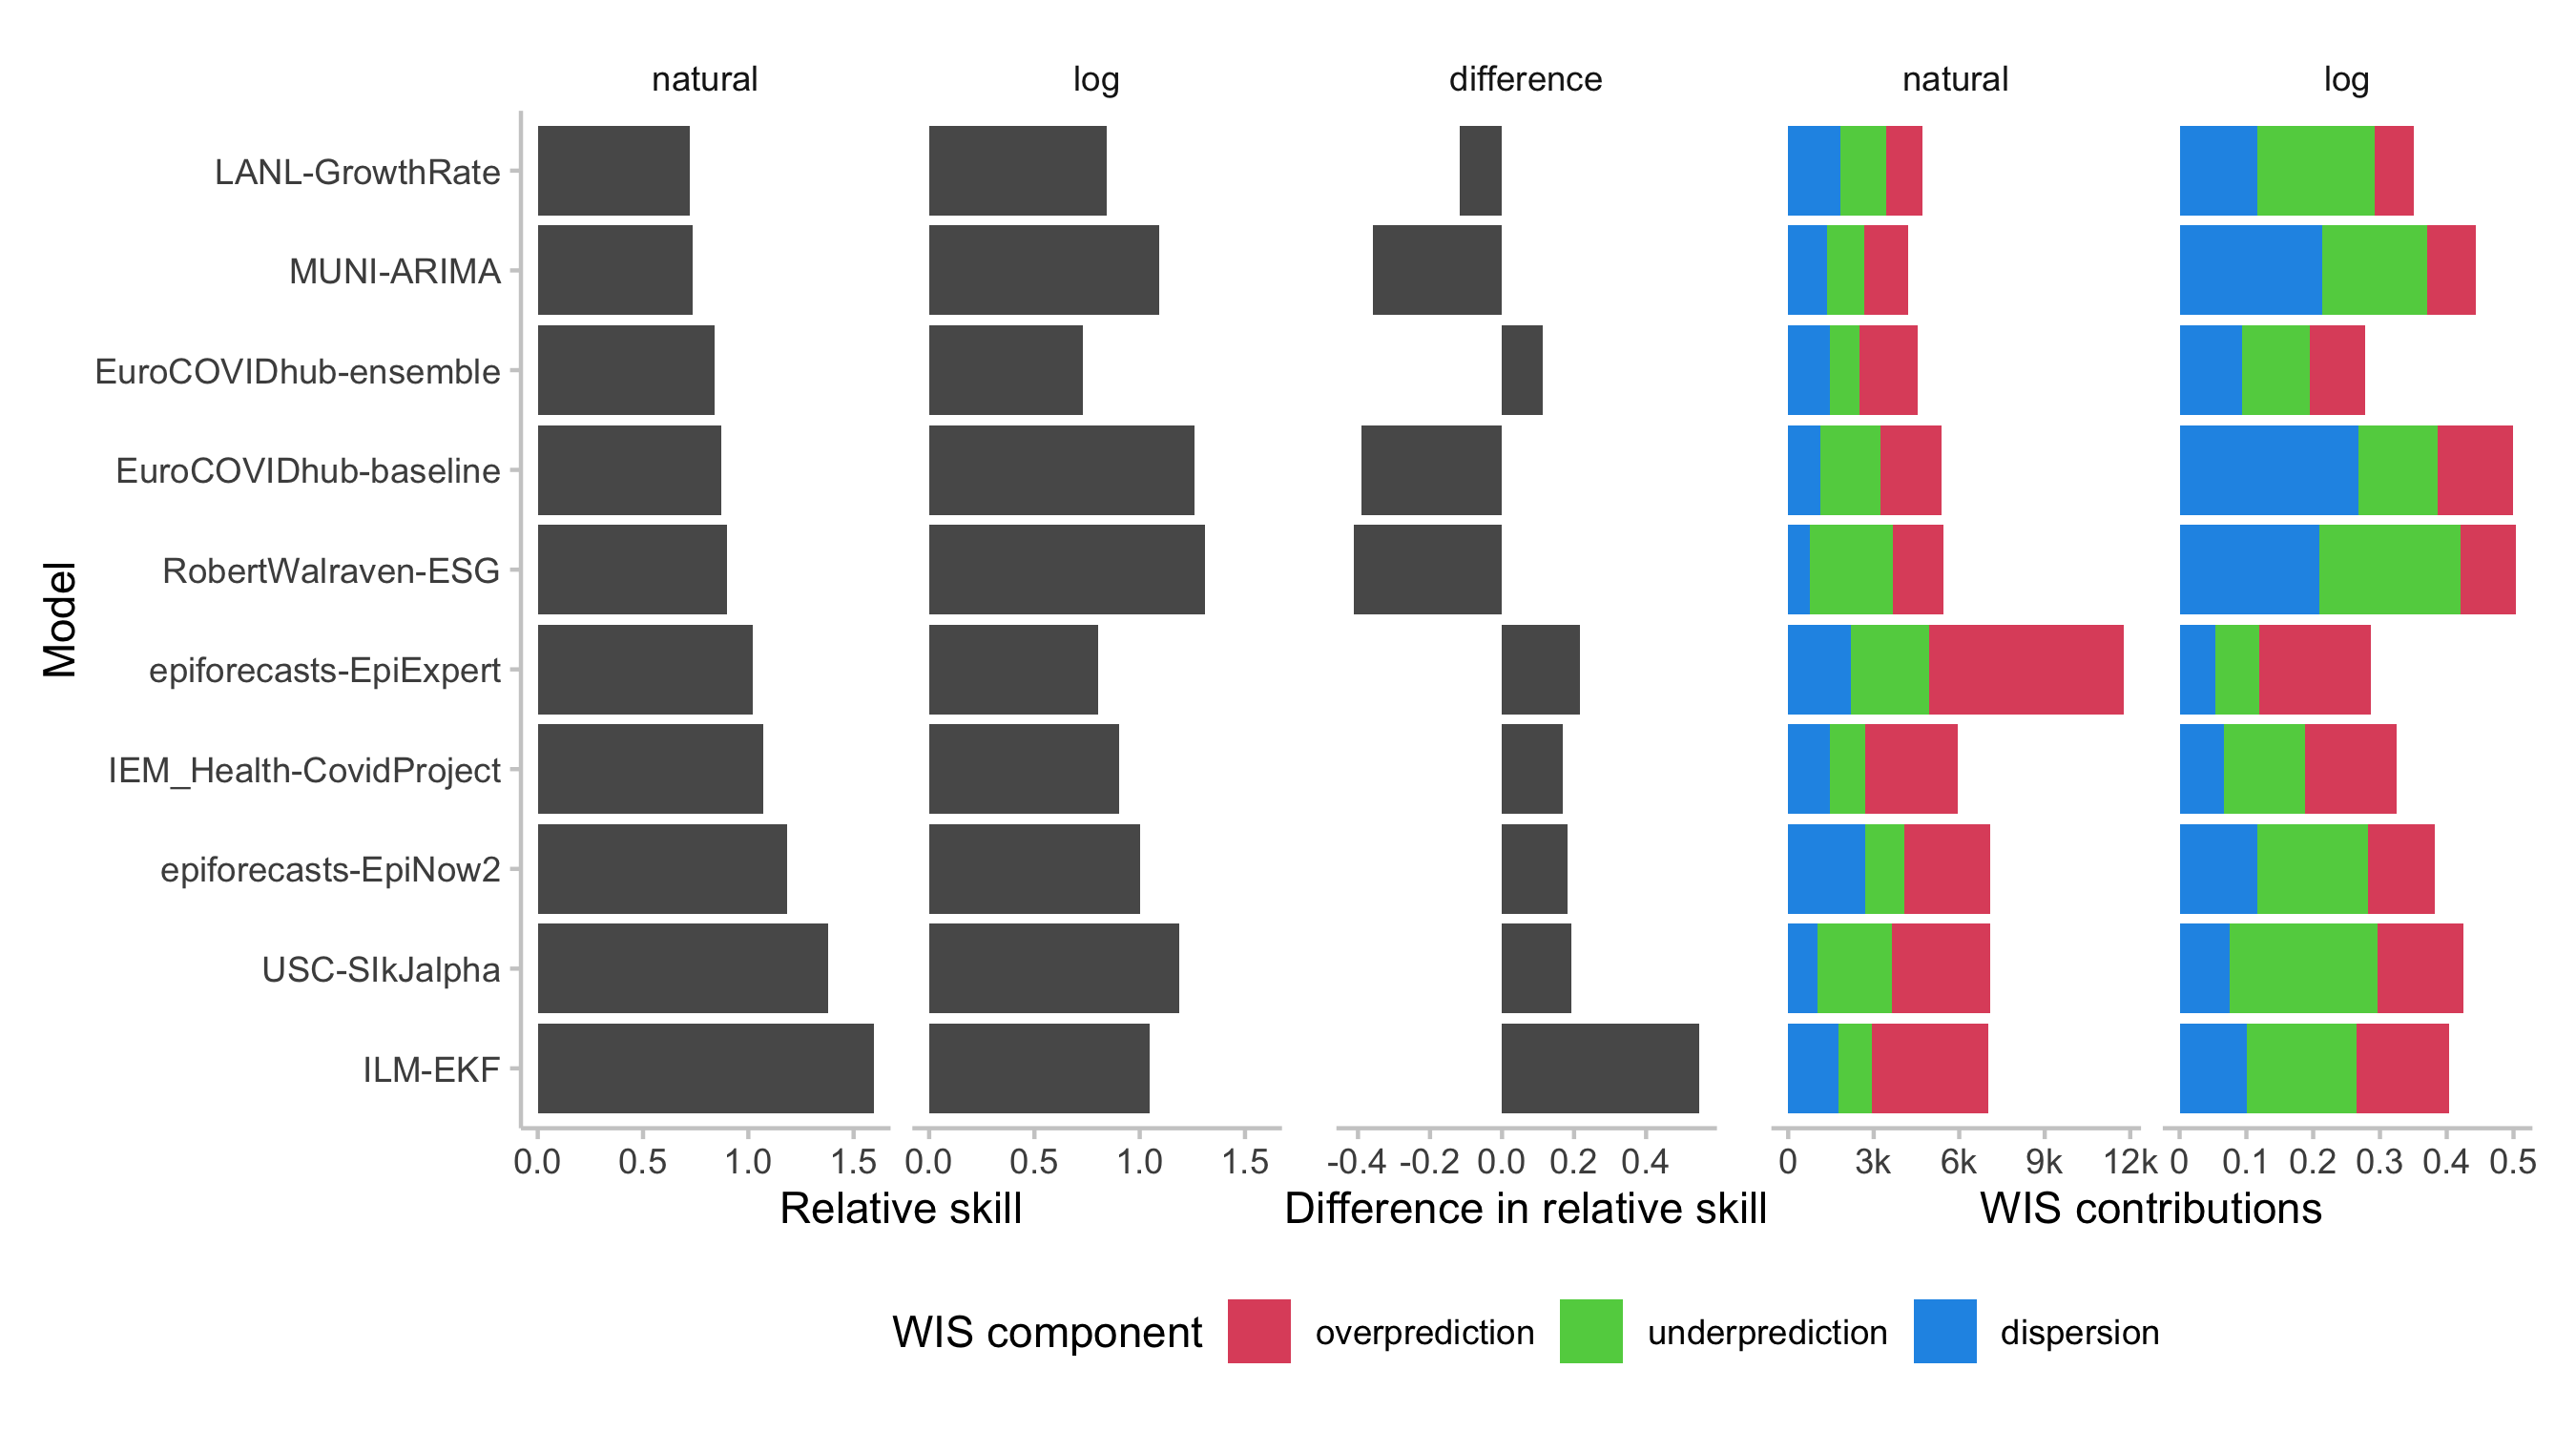 natural
log
difference
natural
log
Model
LANL-GrowthRate
MUNI-ARIMA
EuroCOVIDhub-ensemble
EuroCOVIDhub-baseline
RobertWalraven-ESG
epiforecasts-EpiExpert
IEM_Health-CovidProject
epiforecasts-EpiNow2
USC-SIkJalpha
ILM-EKF
0.0 0.5 1.0 1.5 0.0 0.5 1.0 1.5 -0.4 -0.2 0.0 0.2 0.4 0 3k 6k 9k 12k 0 0.1 0.2 0.3 0.4 0.5
Relative skill
Difference in relative skill
WIS contributions
WIS component overprediction underprediction dispersion